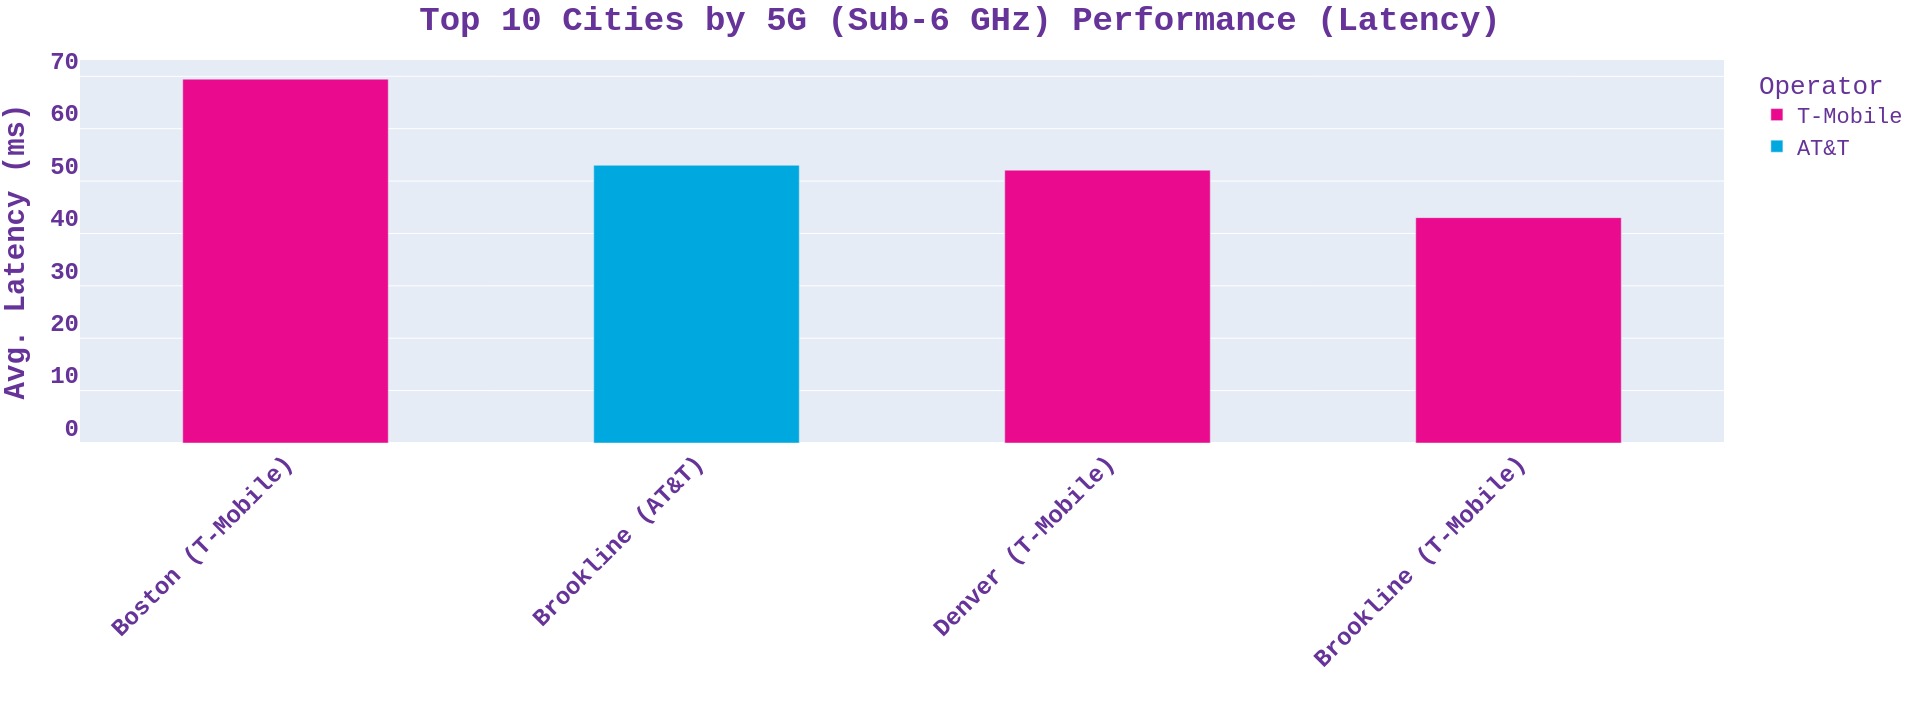 Top 10 Cities by 5G (Sub-6 GHz) Performance (Latency)
Avg. Latency (ms)
70
60
50
40
30
20
10
0
Boston (T-Mobile)
Brookline (AT&T)
Denver (T-Mobile)
Brookline (T-Mobile)
Operator
T-Mobile
AT&T